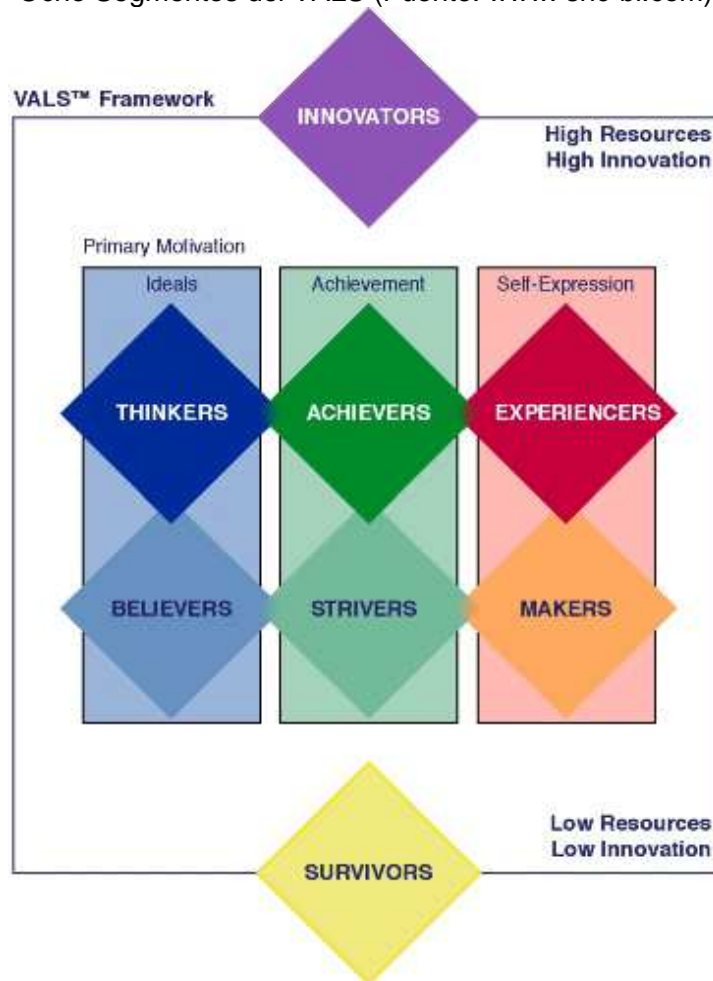 VALS™ Framework
INNOVATORS
High Resources
High Innovation
Primary Motivation
Ideals
Achievement
Self-Expression
THINKERS
ACHIEVERS
EXPERIENCERS
BELIEVERS
STRIVERS
MAKERS
Low Resources
Low Innovation
SURVIVORS